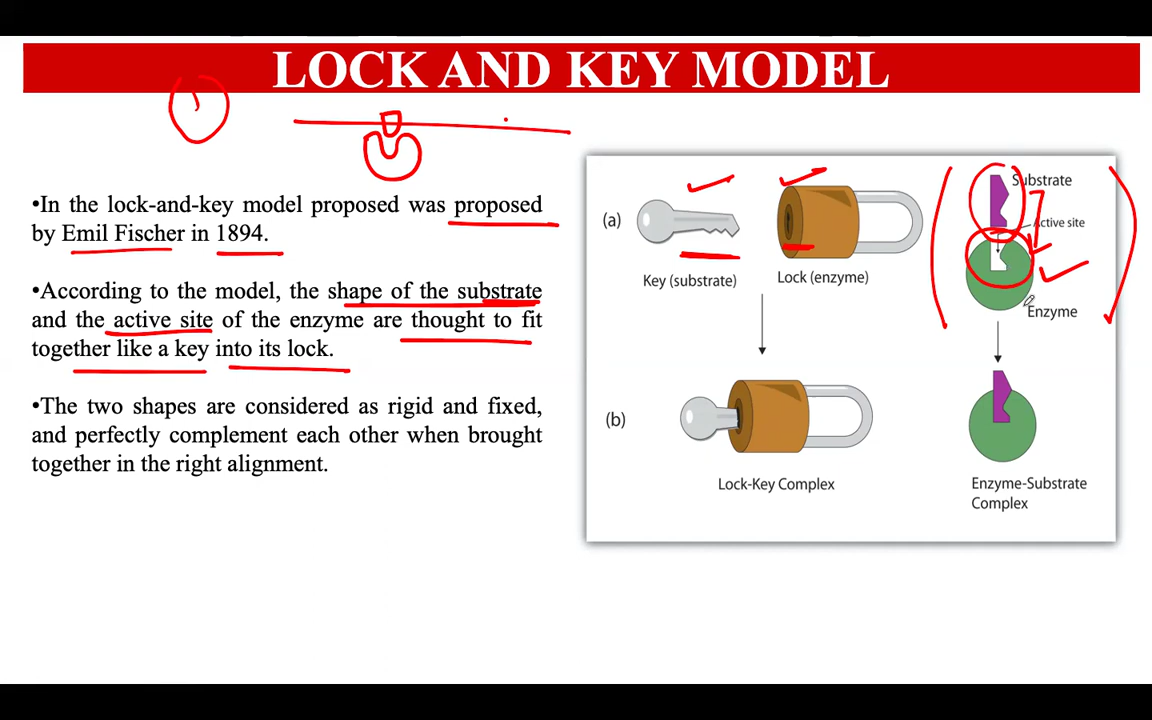 LOCK AND KEY MODEL
•In the lock-and-key model proposed was proposed
by Emil Fischer in 1894.
•According to the model, the shape of the substrate
and the active site of the enzyme are thought to fit
together like a key into its lock.
•The two shapes are considered as rigid and fixed,
and perfectly complement each other when brought
together in the right alignment.
(a)
Key (substrate)
Lock (enzyme)
Substrate
Active site
Enzyme
(b)
Lock-Key Complex
Enzyme-Substrate
Complex